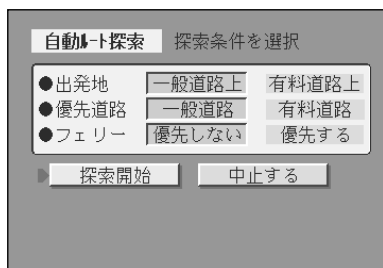 自動ルート探索 探索条件を選択
●出発地 一般道路上 有料道路上
●優先道路 一般道路 有料道路
●フェリー 優先しない 優先する
探索開始 中止する